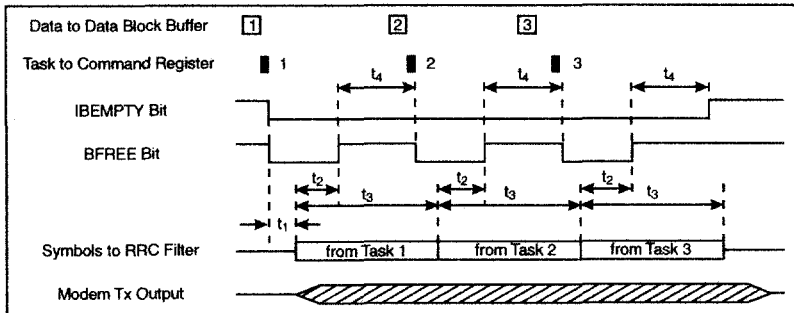 Data to Data Block Buffer 1 2 3
Task to Command Register 1 2 3
t4 t4 t4
IBEMPTY Bit
BFREE Bit
t2 t2 t2
t3 t3 t3
t1
Symbols to RRC Filter from Task 1 from Task 2 from Task 3
Modem Tx Output